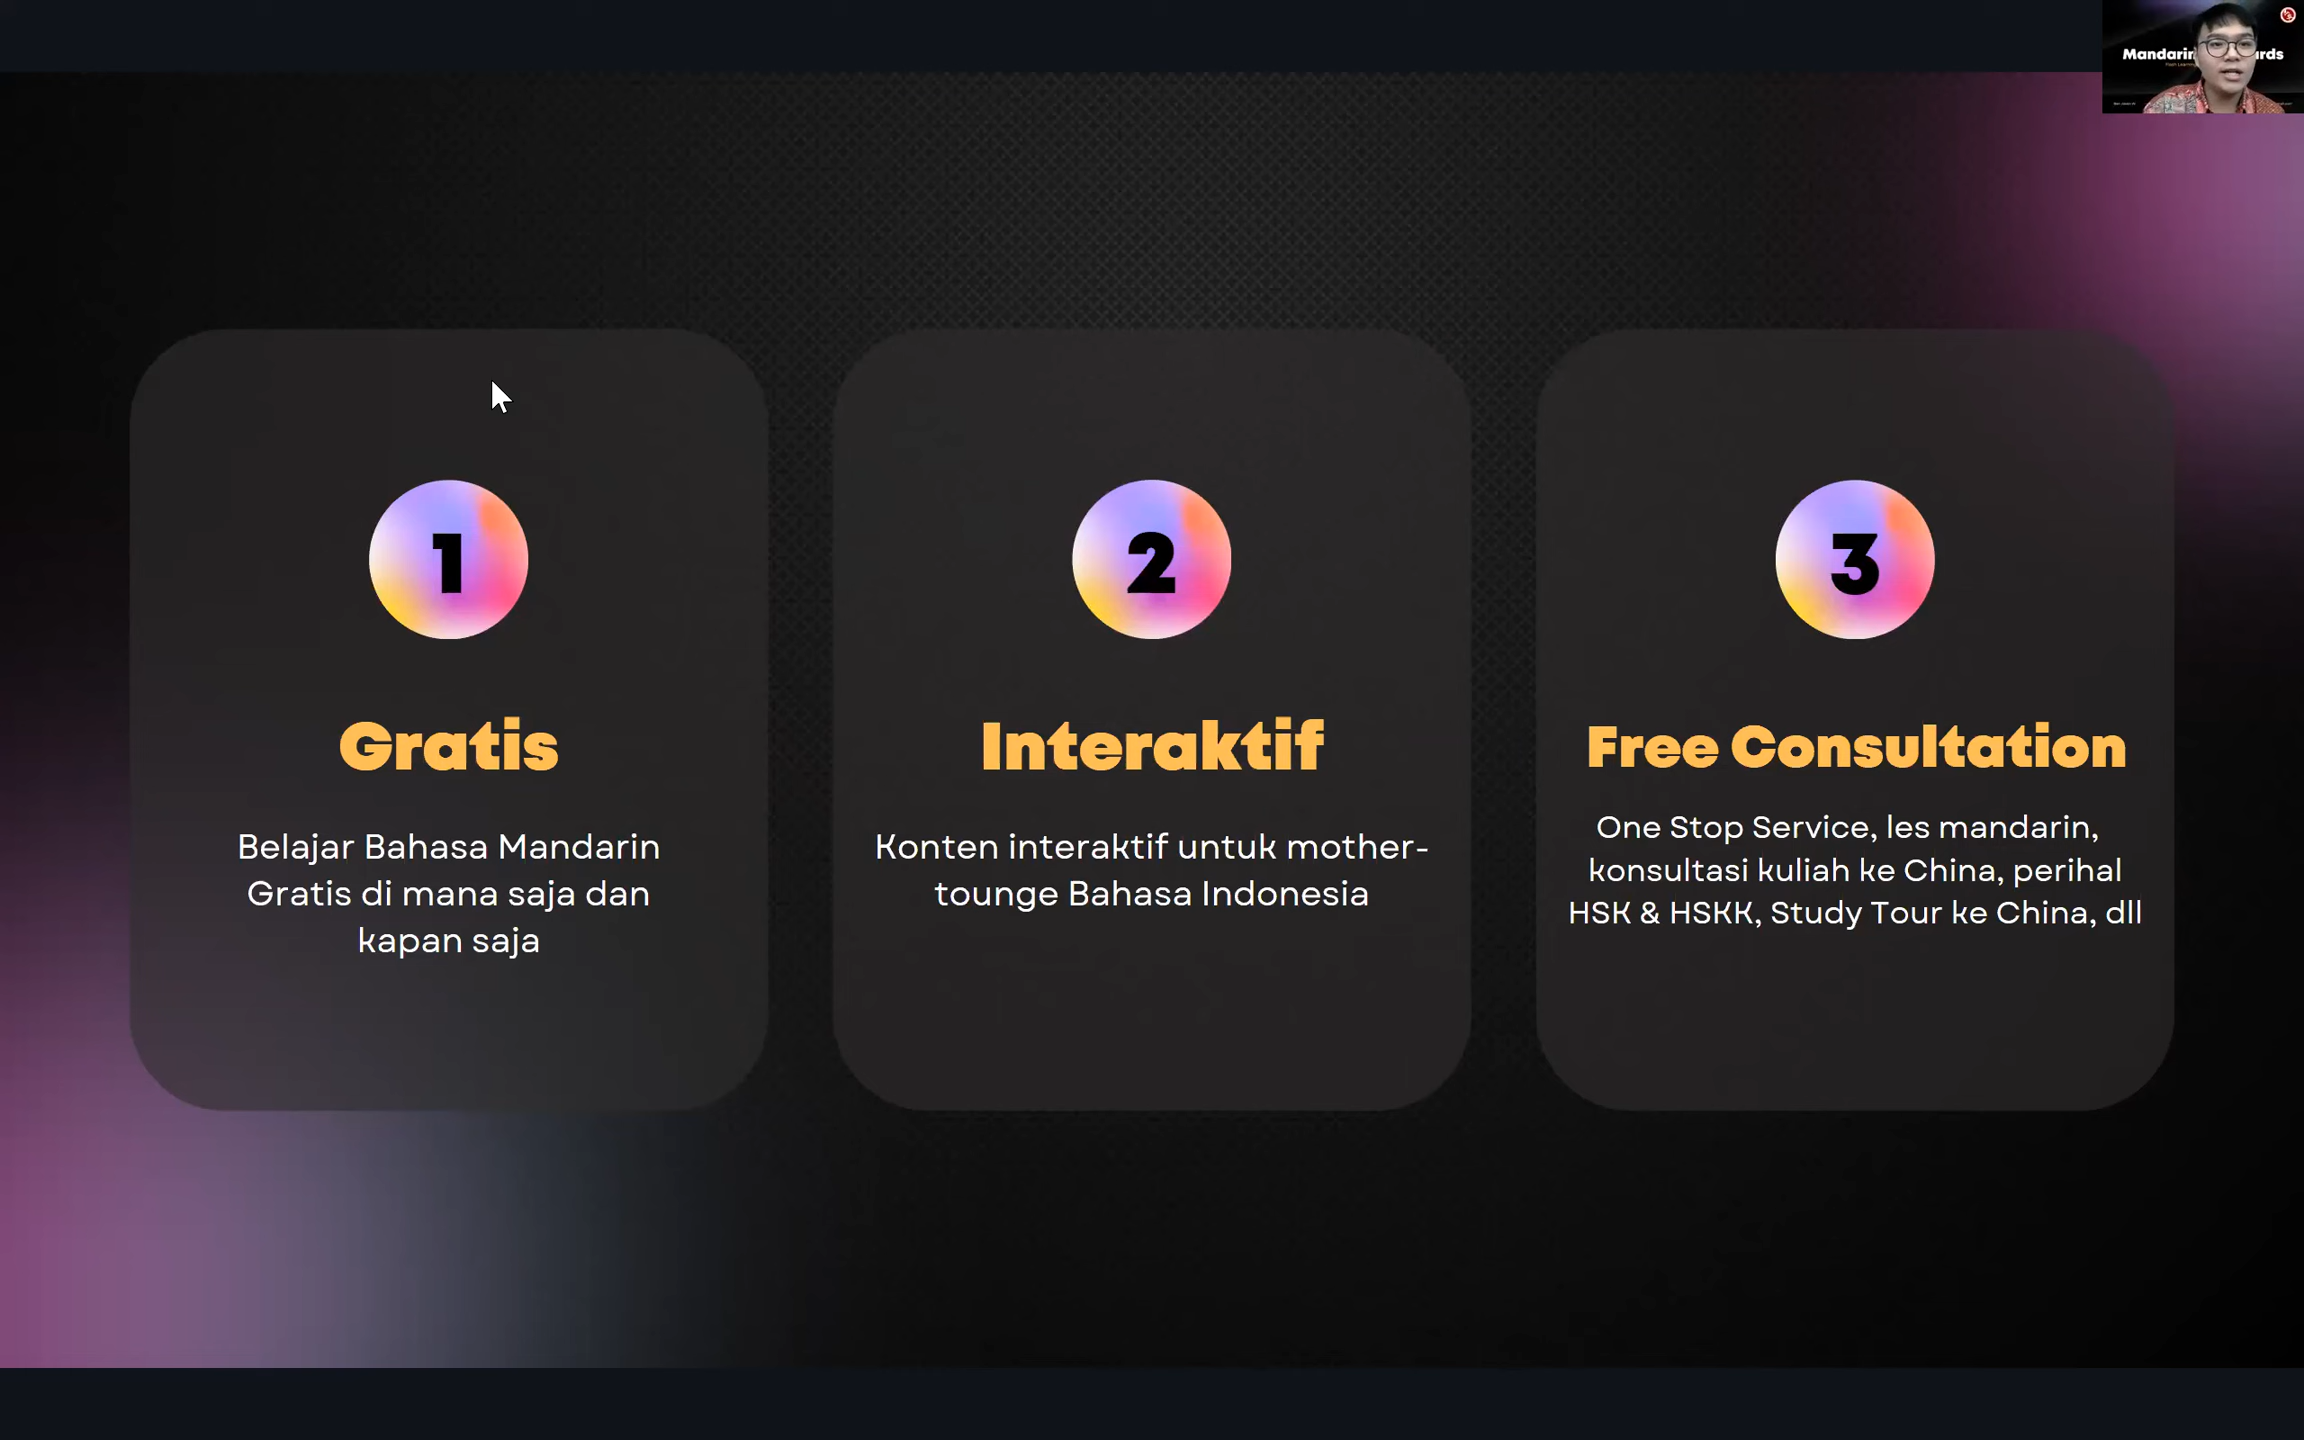 1
Gratis
Belajar Bahasa Mandarin
Gratis di mana saja dan
kapan saja
2
Interaktif
Konten interaktif untuk mother-
tounge Bahasa Indonesia
3
Free Consultation
One Stop Service, les mandarin,
konsultasi kuliah ke China, perihal
HSK & HSKK, Study Tour ke China, dll